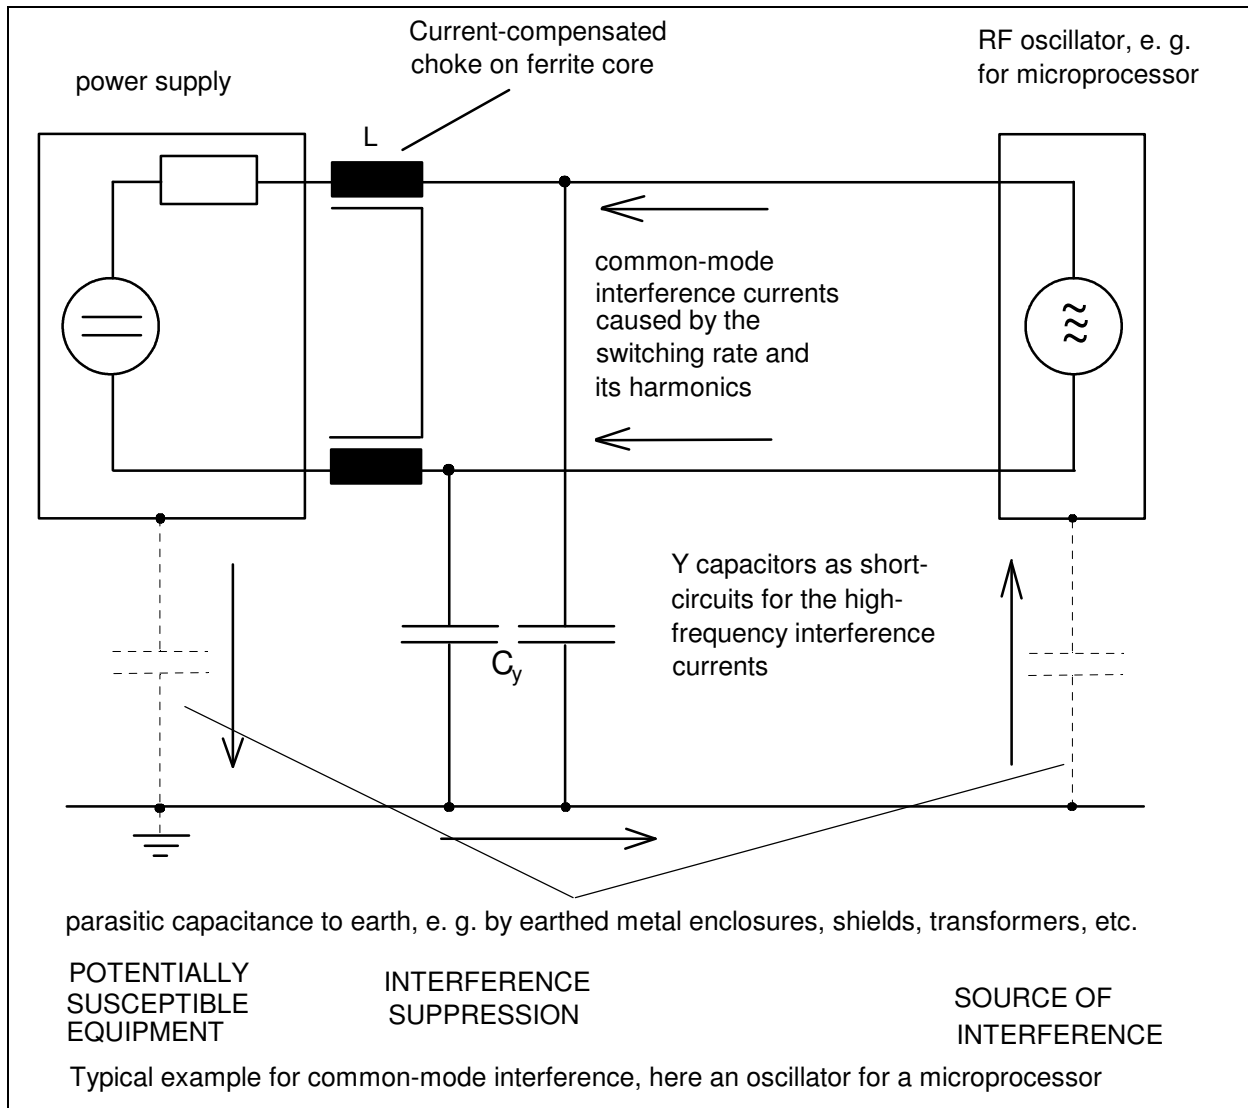 Current-compensated
choke on ferrite core
RF oscillator, e. g.
for microprocessor
power supply
L
common-mode
interference currents
caused by the
switching rate and
its harmonics
Y capacitors as short-
circuits for the high-
frequency interference
currents
Cy
parasitic capacitance to earth, e. g. by earthed metal enclosures, shields, transformers, etc.
POTENTIALLY
SUSCEPTIBLE
EQUIPMENT
INTERFERENCE
SUPPRESSION
SOURCE OF
INTERFERENCE
Typical example for common-mode interference, here an oscillator for a microprocessor